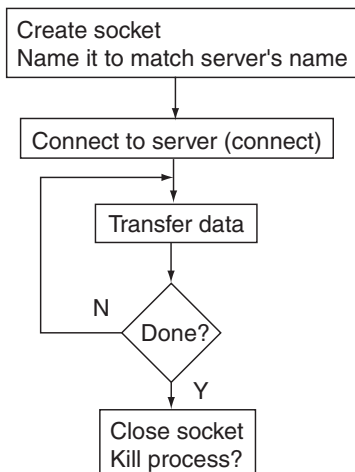 Create socket
Name it to match server's name
Connect to server (connect)
Transfer data
N
Done?
Y
Close socket
Kill process?